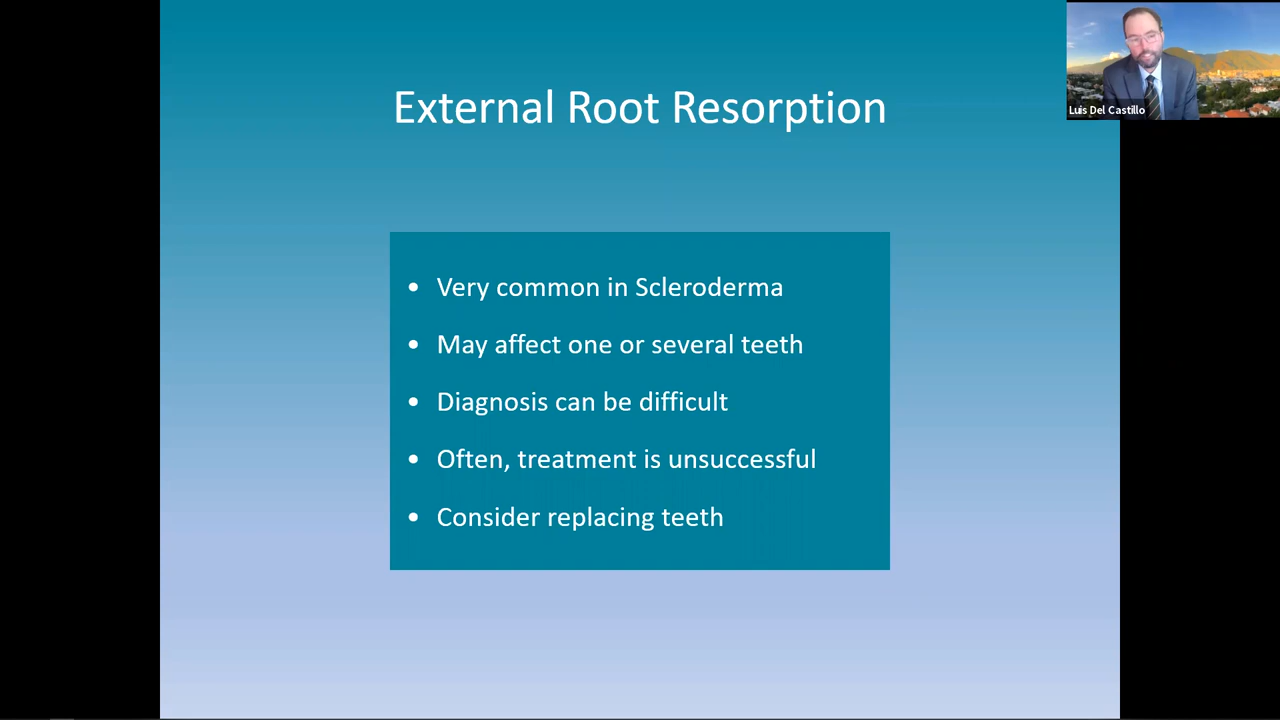 External Root Resorption
Luis Del Castillo
• Very common in Scleroderma
• May affect one or several teeth
• Diagnosis can be difficult
• Often, treatment is unsuccessful
• Consider replacing teeth